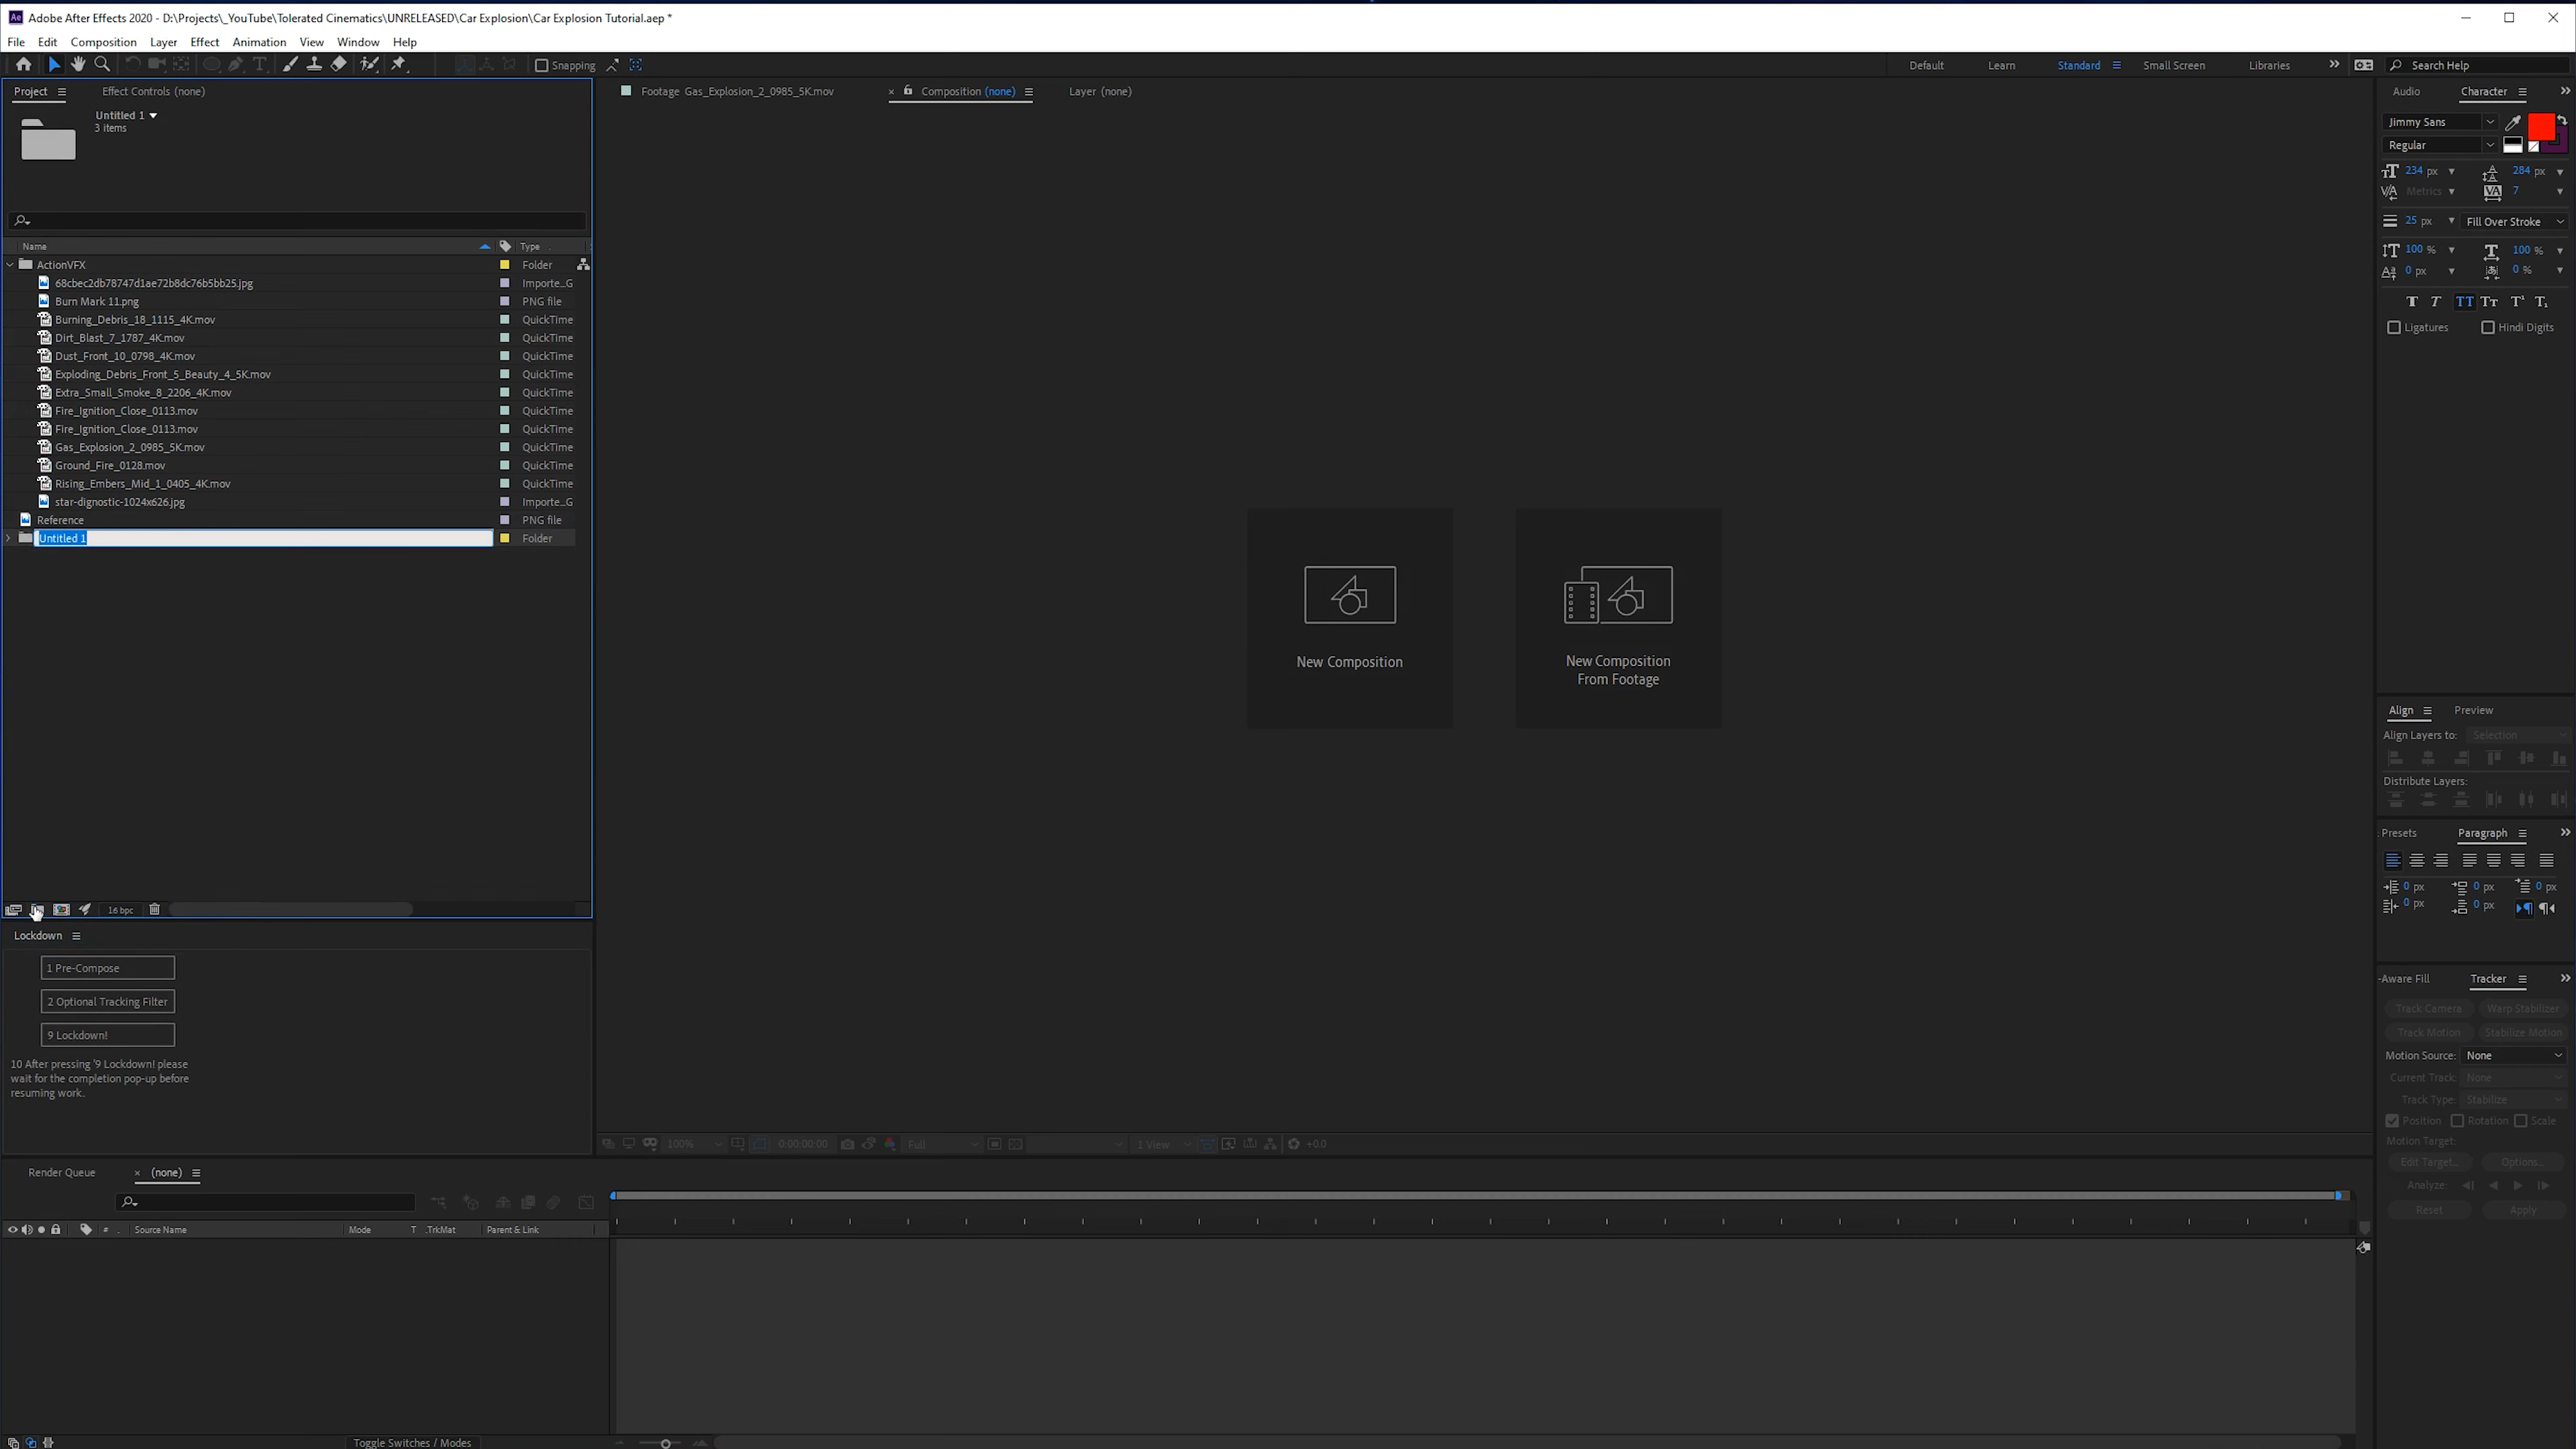 Adobe After Effects 2020 - D:\Projects\_YouTube\Tolerated Cinematics\UNRELEASED\Car Explosion\Car Explosion Tutorial.aep *
File Edit Composition Layer Effect Animation View Window Help
Snapping
Default Learn Standard Small Screen Libraries Search Help
Project Effect Controls (none)
Footage Gas_Explosion_2_0985_5K.mov × Composition (none) Layer (none)
Audio Character
Untitled 1
3 items
Jimmy Sans
Regular
234 px 284 px
Metrics 7
25 px Fill Over Stroke
100 % 100 %
0 px 0 %
Ligatures Hindi Digits
Name Type
ActionVFX Folder
68cbec2db78747d1ae72b8dc76b5bb25.jpg Importe...G
Burn Mark 11.png PNG file
Burning_Debris_18_1115_4K.mov QuickTime
Dirt_Blast_7_1787_4K.mov QuickTime
Dust_Front_10_0798_4K.mov QuickTime
Exploding_Debris_Front_5_Beauty_4_5K.mov QuickTime
Extra_Small_Smoke_8_2206_4K.mov QuickTime
Fire_Ignition_Close_0113.mov QuickTime
Fire_Ignition_Close_0113.mov QuickTime
Gas_Explosion_2_0985_5K.mov QuickTime
Ground_Fire_0128.mov QuickTime
Rising_Embers_Mid_1_0405_4K.mov QuickTime
star-dignostic-1024x626.jpg Importe...G
Reference PNG file
Untitled 1 Folder
New Composition
New Composition
From Footage
Align Preview
Align Layers to: Selection
Distribute Layers:
Presets Paragraph
0 px 0 px 0 px
0 px 0 px
16 bpc
Lockdown
1 Pre-Compose
2 Optional Tracking Filter
9 Lockdown!
10 After pressing '9 Lockdown! please
wait for the completion pop-up before
resuming work.
-Aware Fill Tracker
Track Camera Warp Stabilizer
Track Motion Stabilize Motion
Motion Source: None
Current Track: None
Track Type: Stabilize
Position Rotation Scale
Motion Target:
Edit Target... Options...
Analyze:
Reset Apply
100% 0:00:00:00 Full 1 View +0.0
Render Queue × (none)
# Source Name Mode T .TrkMat Parent & Link
Toggle Switches / Modes